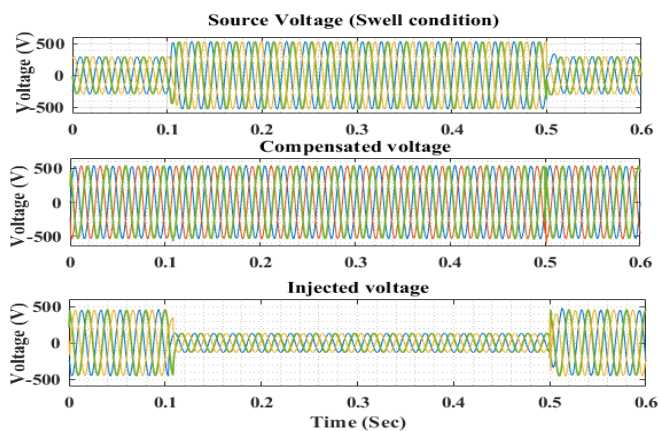 Source Voltage (Swell condition)
Voltage (V)
500
0
-500
0 0.1 0.2 0.3 0.4 0.5 0.6
Compensated voltage
Voltage (V)
500
0
-500
0 0.1 0.2 0.3 0.4 0.5 0.6
Injected voltage
Voltage (V)
500
0
-500
0 0.1 0.2 0.3 0.4 0.5 0.6
Time (Sec)